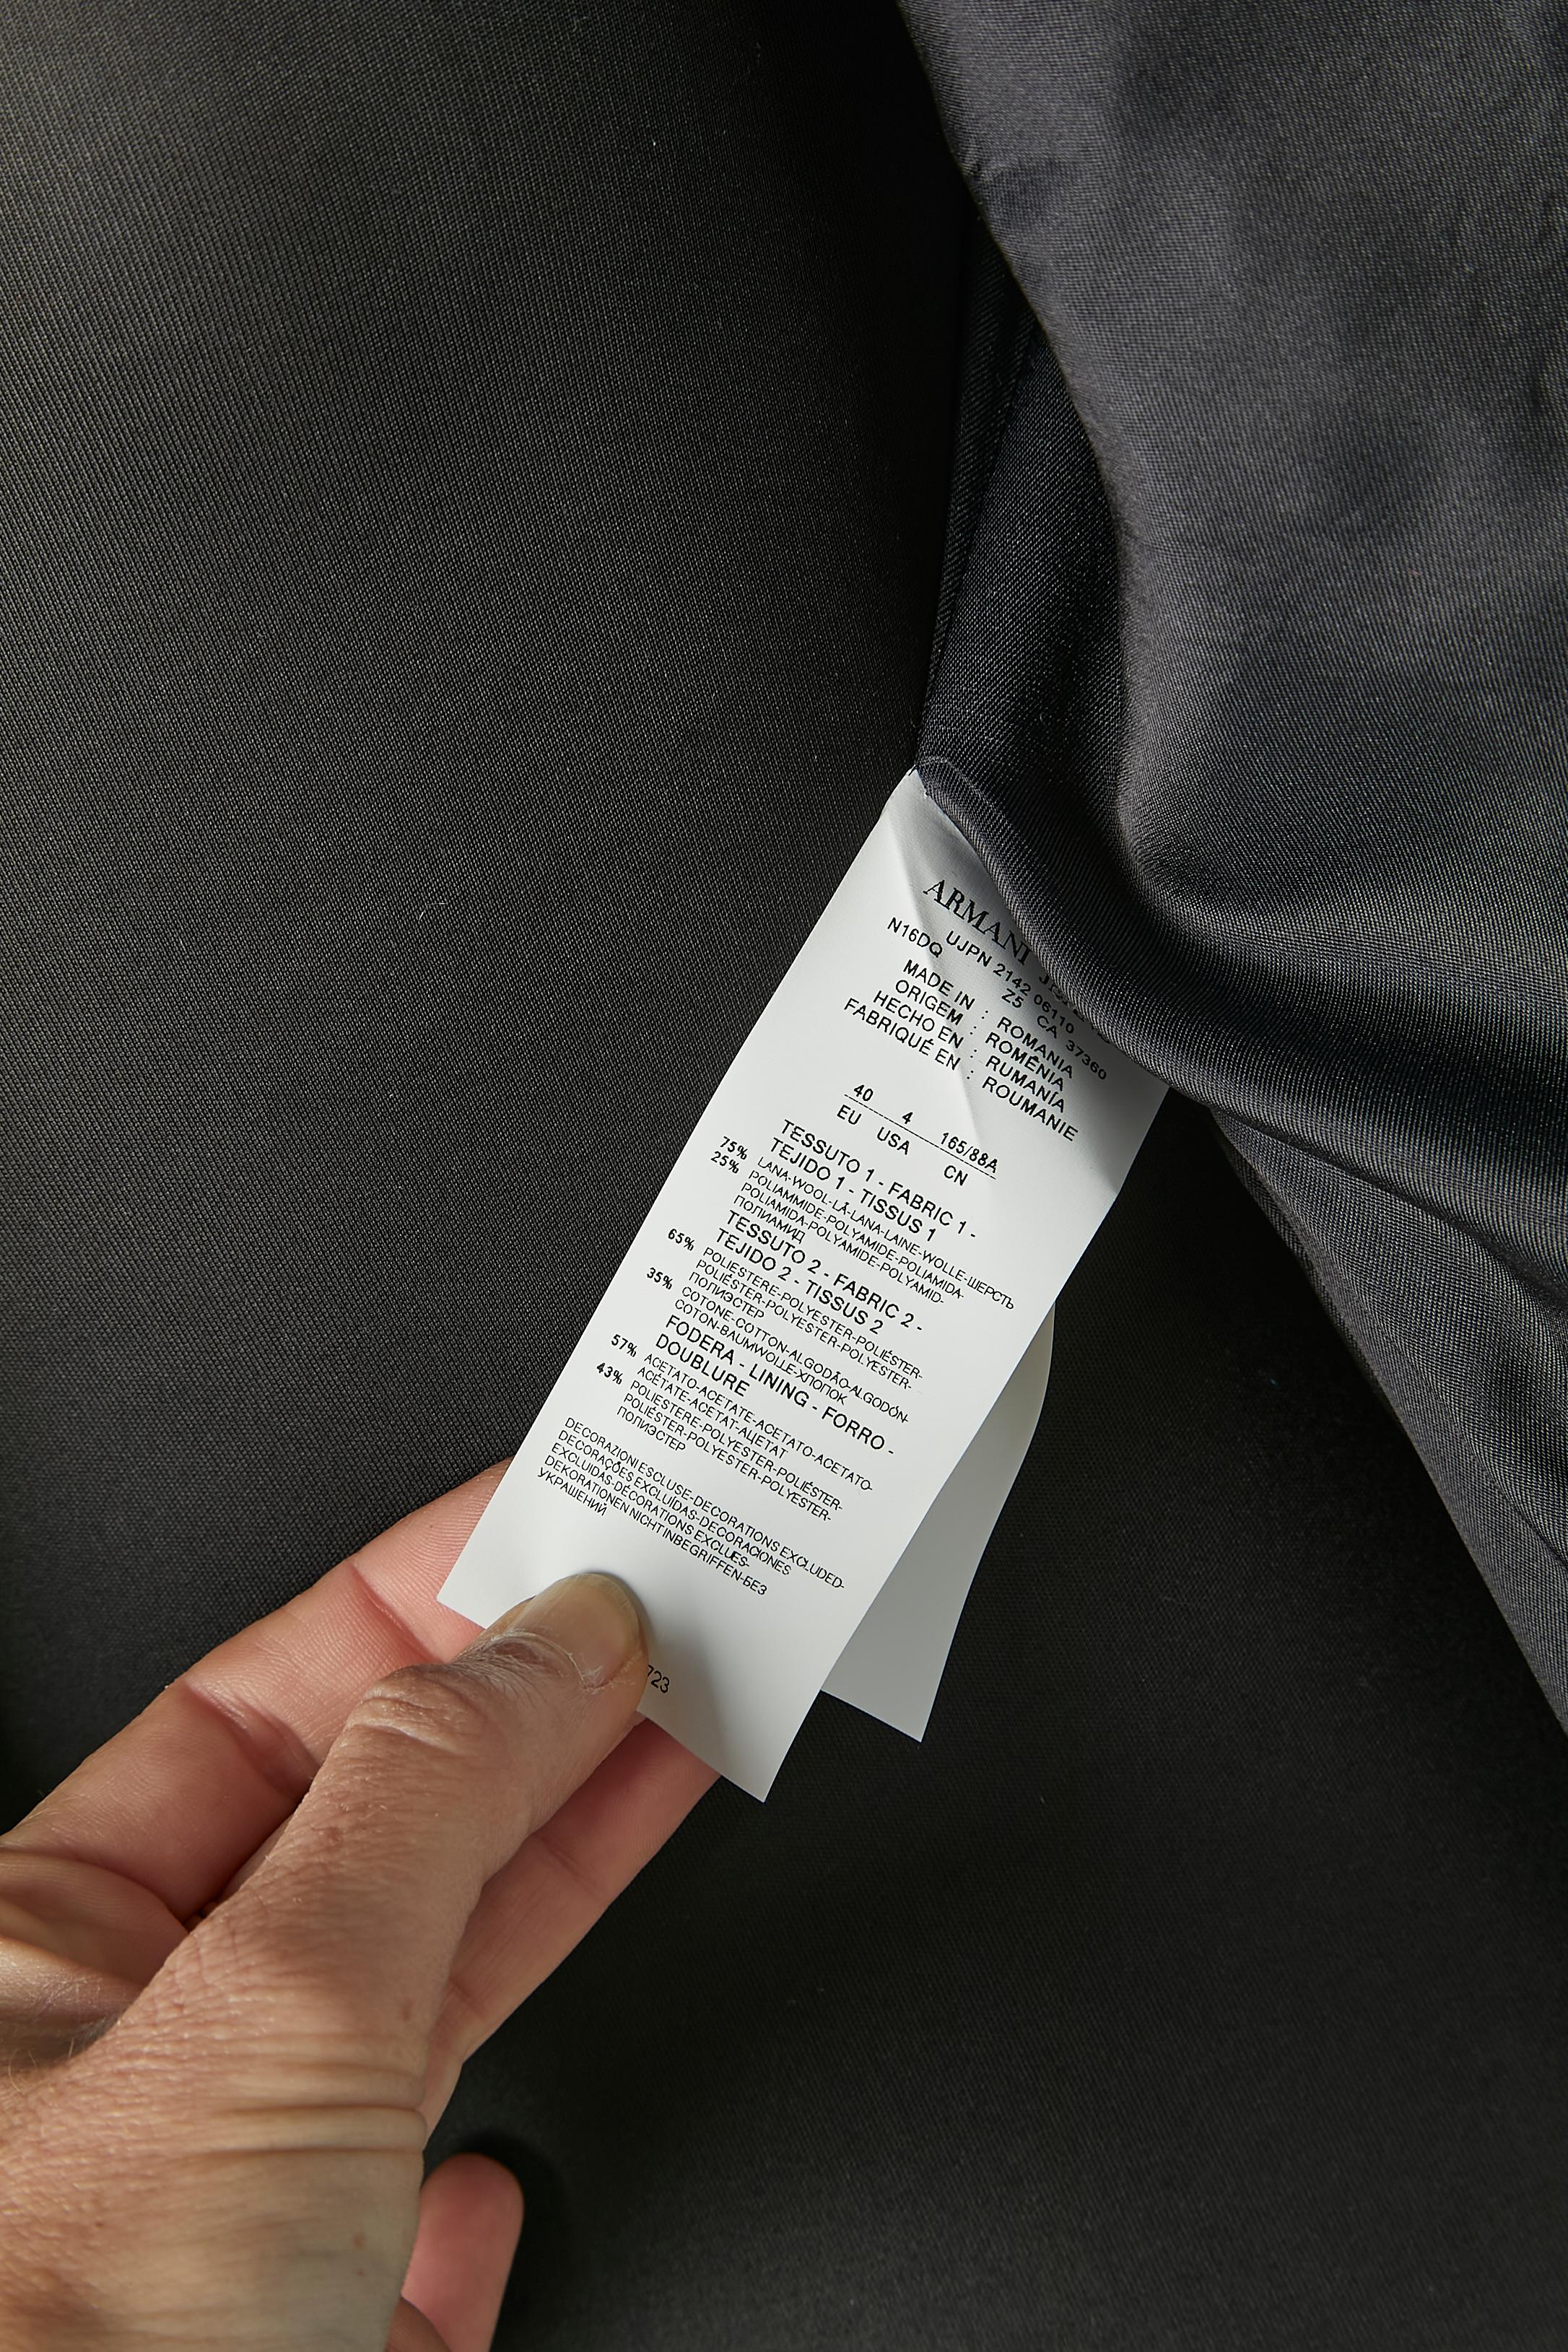 ARMANI
UJPN 2142 06110
N16DQ Z5 CA 37360
MADE IN : ROMANIA
ORIGEM : ROMÊNIA
HECHO EN : RUMANÍA
FABRIQUÉ EN : ROUMANIE
40 4 165/88A
EU USA CN
TESSUTO 1 - FABRIC 1 -
TEJIDO 1 - TISSUS 1
75% LANA-WOOL-LÃ-LANA-LAINE-WOLLE-ШЕРСТЬ
25% POLIAMMIDE-POLYAMIDE-POLIAMIDA-
POLIAMIDA-POLYAMIDE-POLYAMID-
ПОЛИАМИД
TESSUTO 2 - FABRIC 2 -
TEJIDO 2 - TISSUS 2
65% POLIESTERE-POLYESTER-POLIÉSTER-
POLIÉSTER-POLYESTER-POLYESTER-
ПОЛИЭСТЕР
35% COTONE-COTTON-ALGODÃO-ALGODÓN-
COTON-BAUMWOLLE-ХЛОПОК
FODERA - LINING - FORRO -
DOUBLURE
57% ACETATO-ACETATE-ACETATO-ACETATO-
ACÉTATE-ACETAT-АЦЕТАТ
43% POLIESTERE-POLYESTER-POLIÉSTER-
POLIÉSTER-POLYESTER-POLYESTER-
ПОЛИЭСТЕР
DECORAZIONI ESCLUSE-DECORATIONS EXCLUDED-
DECORAÇÕES EXCLUÍDAS-DECORACIONES
EXCLUIDAS-DÉCORATIONS EXCLUES-
DEKORATIONEN NICHT INBEGRIFFEN-БЕЗ
УКРАШЕНИЙ
723